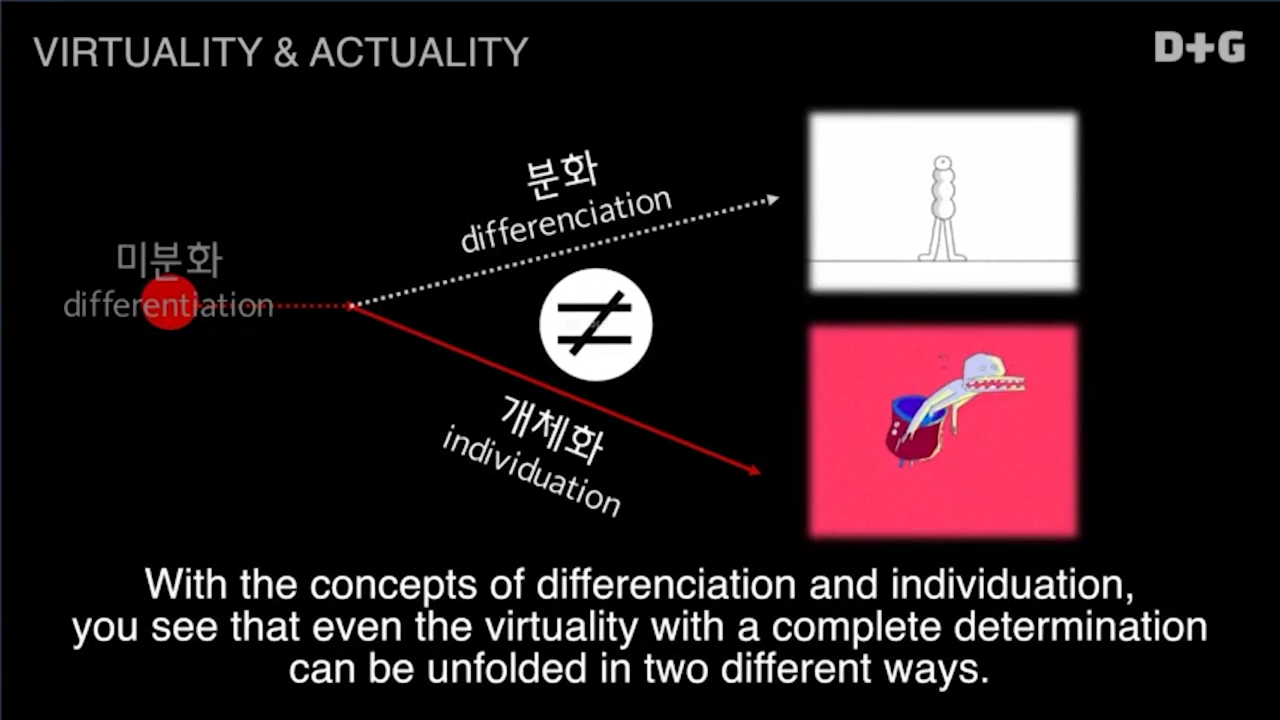 VIRTUALITY & ACTUALITY
D+G
분화
differenciation
미분화
differentiation
≠
개체화
individuation
With the concepts of differenciation and individuation,
you see that even the virtuality with a complete determination
can be unfolded in two different ways.